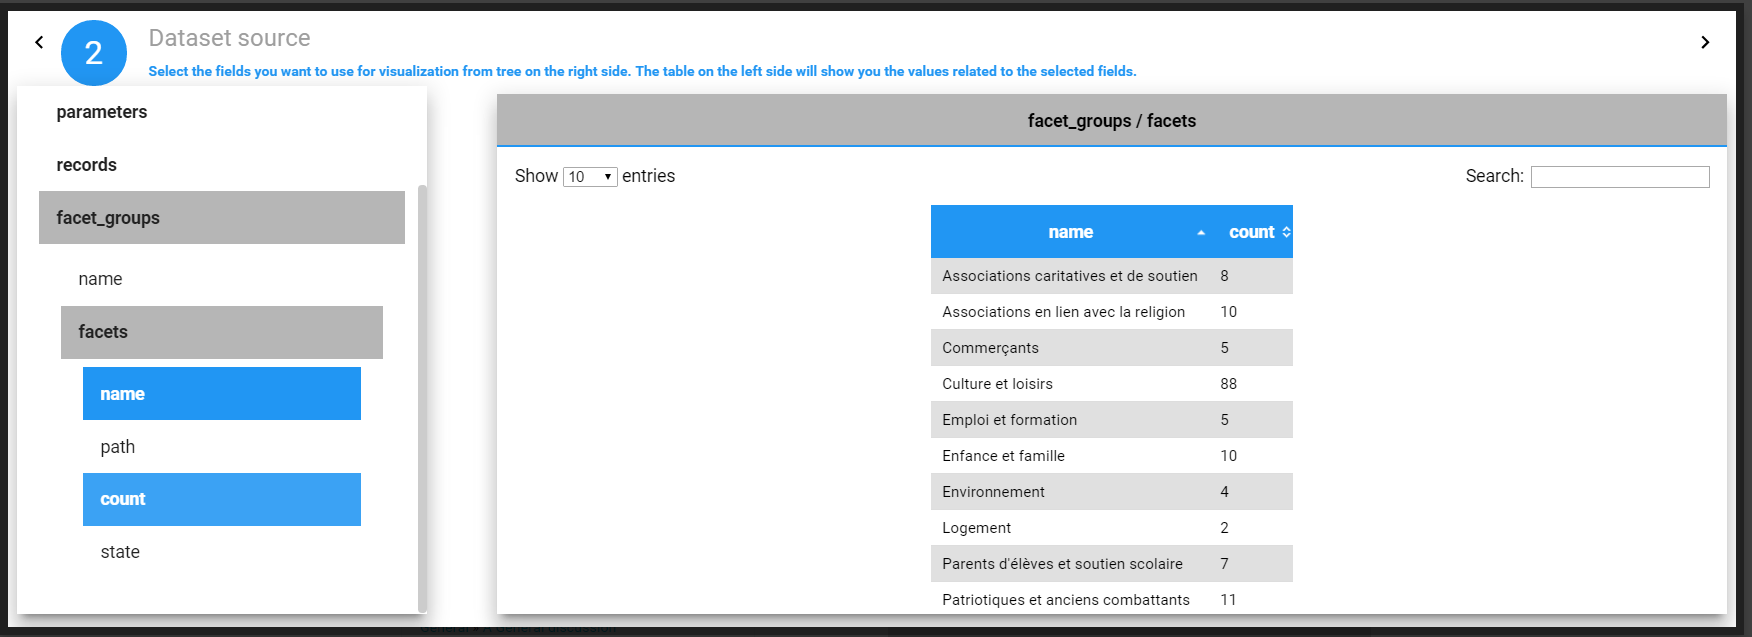 2
Dataset source
Select the fields you want to use for visualization from tree on the right side. The table on the left side will show you the values related to the selected fields.
parameters
records
facet_groups
name
facets
name
path
count
state
facet_groups / facets
Show 10 entries
Search:
name count
Associations caritatives et de soutien 8
Associations en lien avec la religion 10
Commerçants 5
Culture et loisirs 88
Emploi et formation 5
Enfance et famille 10
Environnement 4
Logement 2
Parents d'élèves et soutien scolaire 7
Patriotiques et anciens combattants 11